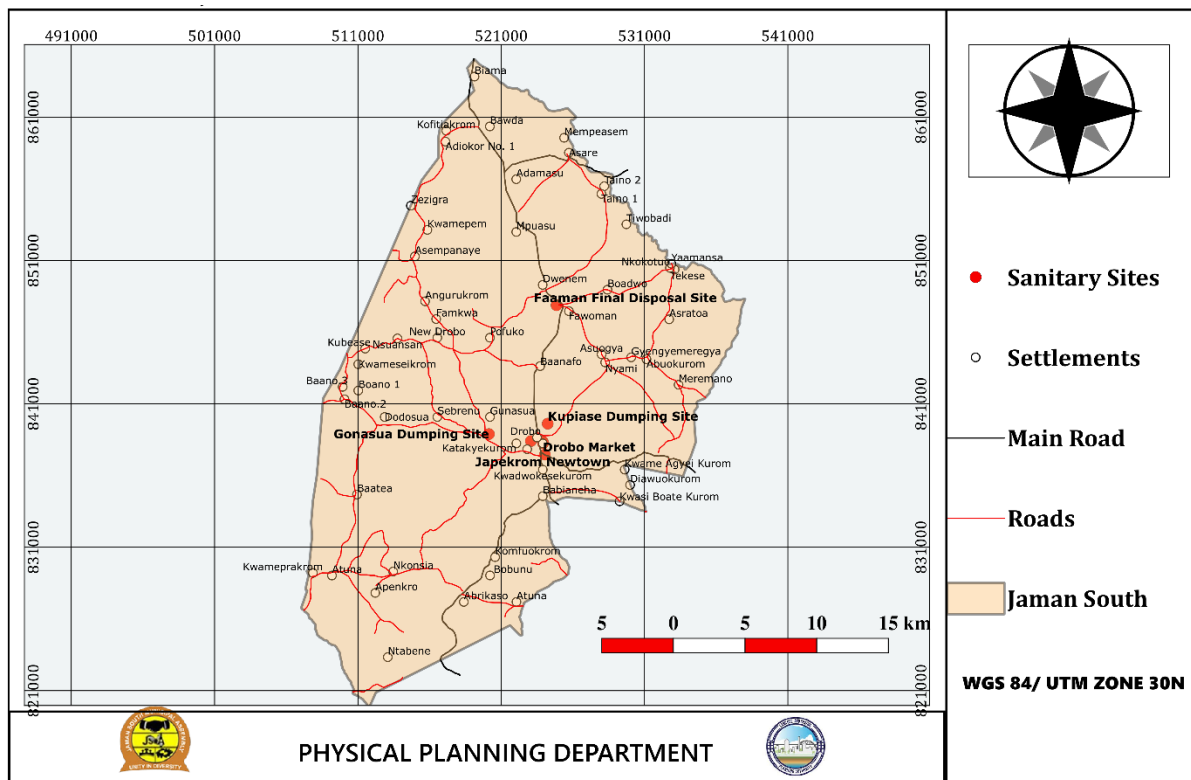 491000 501000 511000 521000 531000 541000
861000 861000
851000 851000
841000 841000
831000 831000
821000 821000
Biama
Kofitiakrom
Bawda
Mempeasem
Adiokor No. 1
Asare
Adamasu
Taino 2
Taino 1
Zezigra
Kwamepem
Mpuasu
Tiwobadi
Asempanaye
Nkokotuo
Yaamansa
Tekese
Dwenem
Boadwo
Angurukrom
Faaman Final Disposal Site
Famkwa
Fawoman
Asratoa
New Drobo
Pofuko
Kubease
Nsuansan
Asuogya
Gyengyemeregya
Kwameseikrom
Baanafo
Nyami
Abuokurom
Baano.3
Boano 1
Meremano
Baano.2
Dodosua
Sebrenu
Gunasua
Kupiase Dumping Site
Gonasua Dumping Site
Drobo
Katakyekurom
Drobo Market
Japekrom Newtown
Kwadwokesekurom
Kwame Agyei Kurom
Diawuokurom
Baatea
Babianeha
Kwasi Boate Kurom
Komfuokrom
Kwameprakrom
Atuna
Nkonsia
Bobunu
Apenkro
Abrikaso
Atuna
Ntabene
5 0 5 10 15 km
Sanitary Sites
Settlements
Main Road
Roads
Jaman South
WGS 84/ UTM ZONE 30N
UNITY IN DIVERSITY
PHYSICAL PLANNING DEPARTMENT